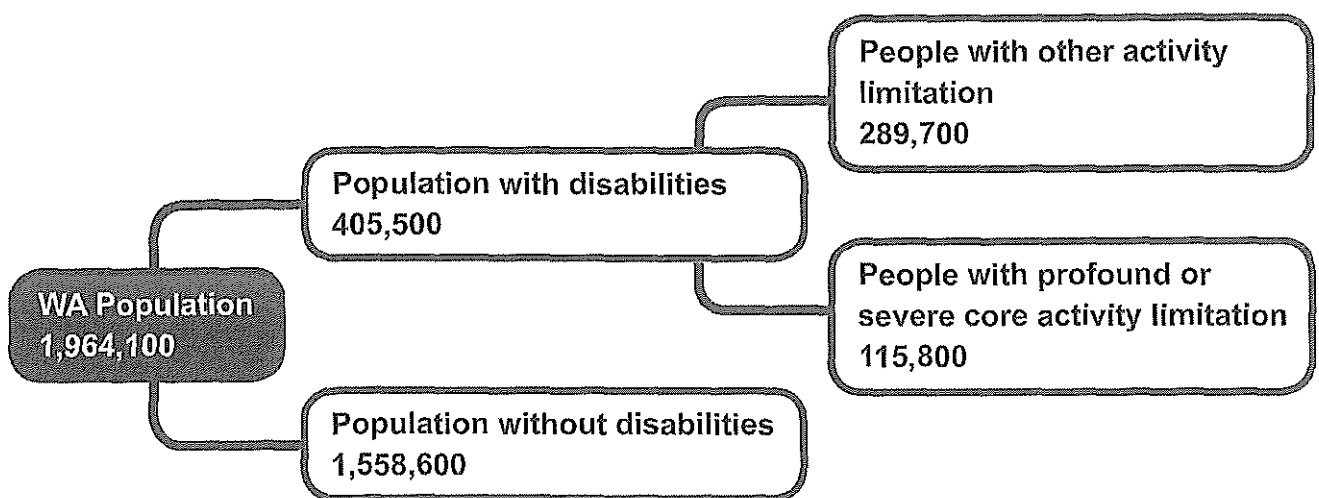 People with other activity
limitation
289,700
Population with disabilities
405,500
People with profound or
severe core activity limitation
115,800
WA Population
1,964,100
Population without disabilities
1,558,600